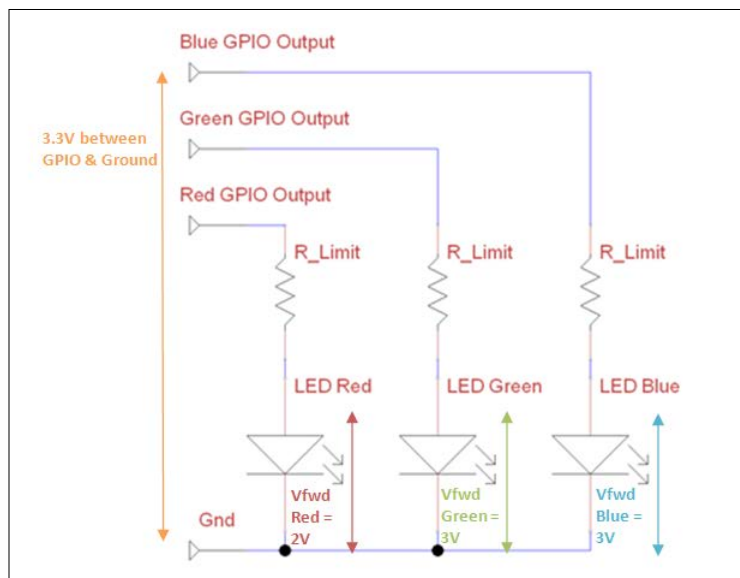 Blue GPIO Output
3.3V between
GPIO & Ground
Green GPIO Output
Red GPIO Output
R_Limit
R_Limit
R_Limit
LED Red
LED Green
LED Blue
Vfwd
Red =
2V
Vfwd
Green =
3V
Vfwd
Blue =
3V
Gnd